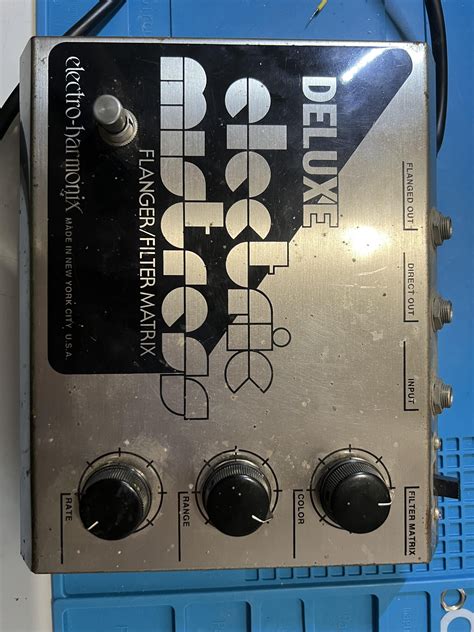 DELUXE
electric
mistress
FLANGER/FILTER MATRIX
electro-harmonix MADE IN NEW YORK CITY, U.S.A.
FLANGED OUT
DIRECT OUT
INPUT
FILTER MATRIX
COLOR
RANGE
RATE